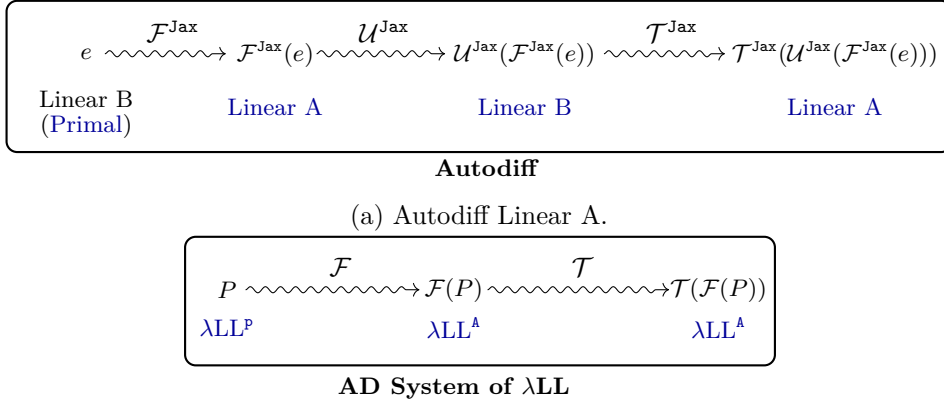 e 𝓕^Jax 𝓕^Jax(e) 𝓤^Jax 𝓤^Jax(𝓕^Jax(e)) 𝓣^Jax 𝓣^Jax(𝓤^Jax(𝓕^Jax(e)))
Linear B Linear A Linear B Linear A
(Primal)
Autodiff
(a) Autodiff Linear A.
P 𝓕 𝓕(P) 𝓣 𝓣(𝓕(P))
λLL^P λLL^A λLL^A
AD System of λLL